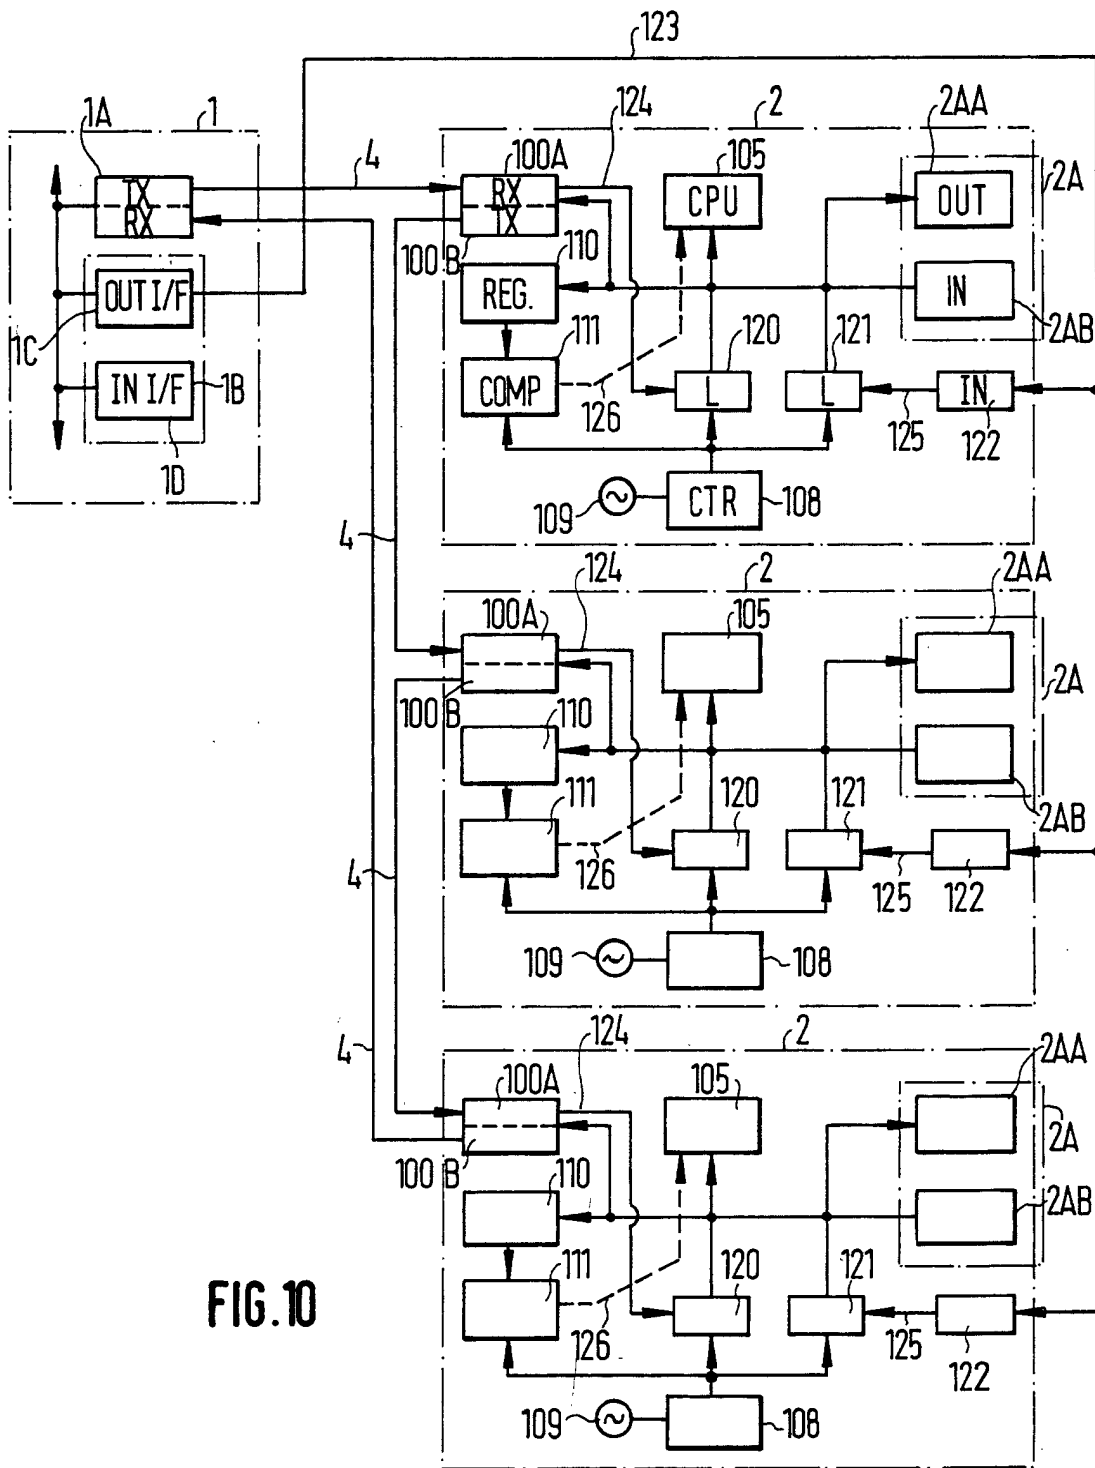 123
1A
1
4
TX
RX
OUT I/F
1C
IN I/F
1B
1D
124
2
2AA
100A
105
RX
TX
CPU
OUT
2A
100 B
110
REG.
IN
2AB
111
120
121
COMP
L
L
IN
126
125
122
109
CTR
108
4
124
2
2AA
100A
105
2A
100 B
110
111
120
121
2AB
4
126
125
122
109
108
4
124
2
2AA
100A
105
2A
100 B
110
2AB
111
120
121
FIG.10
126
125
122
109
108